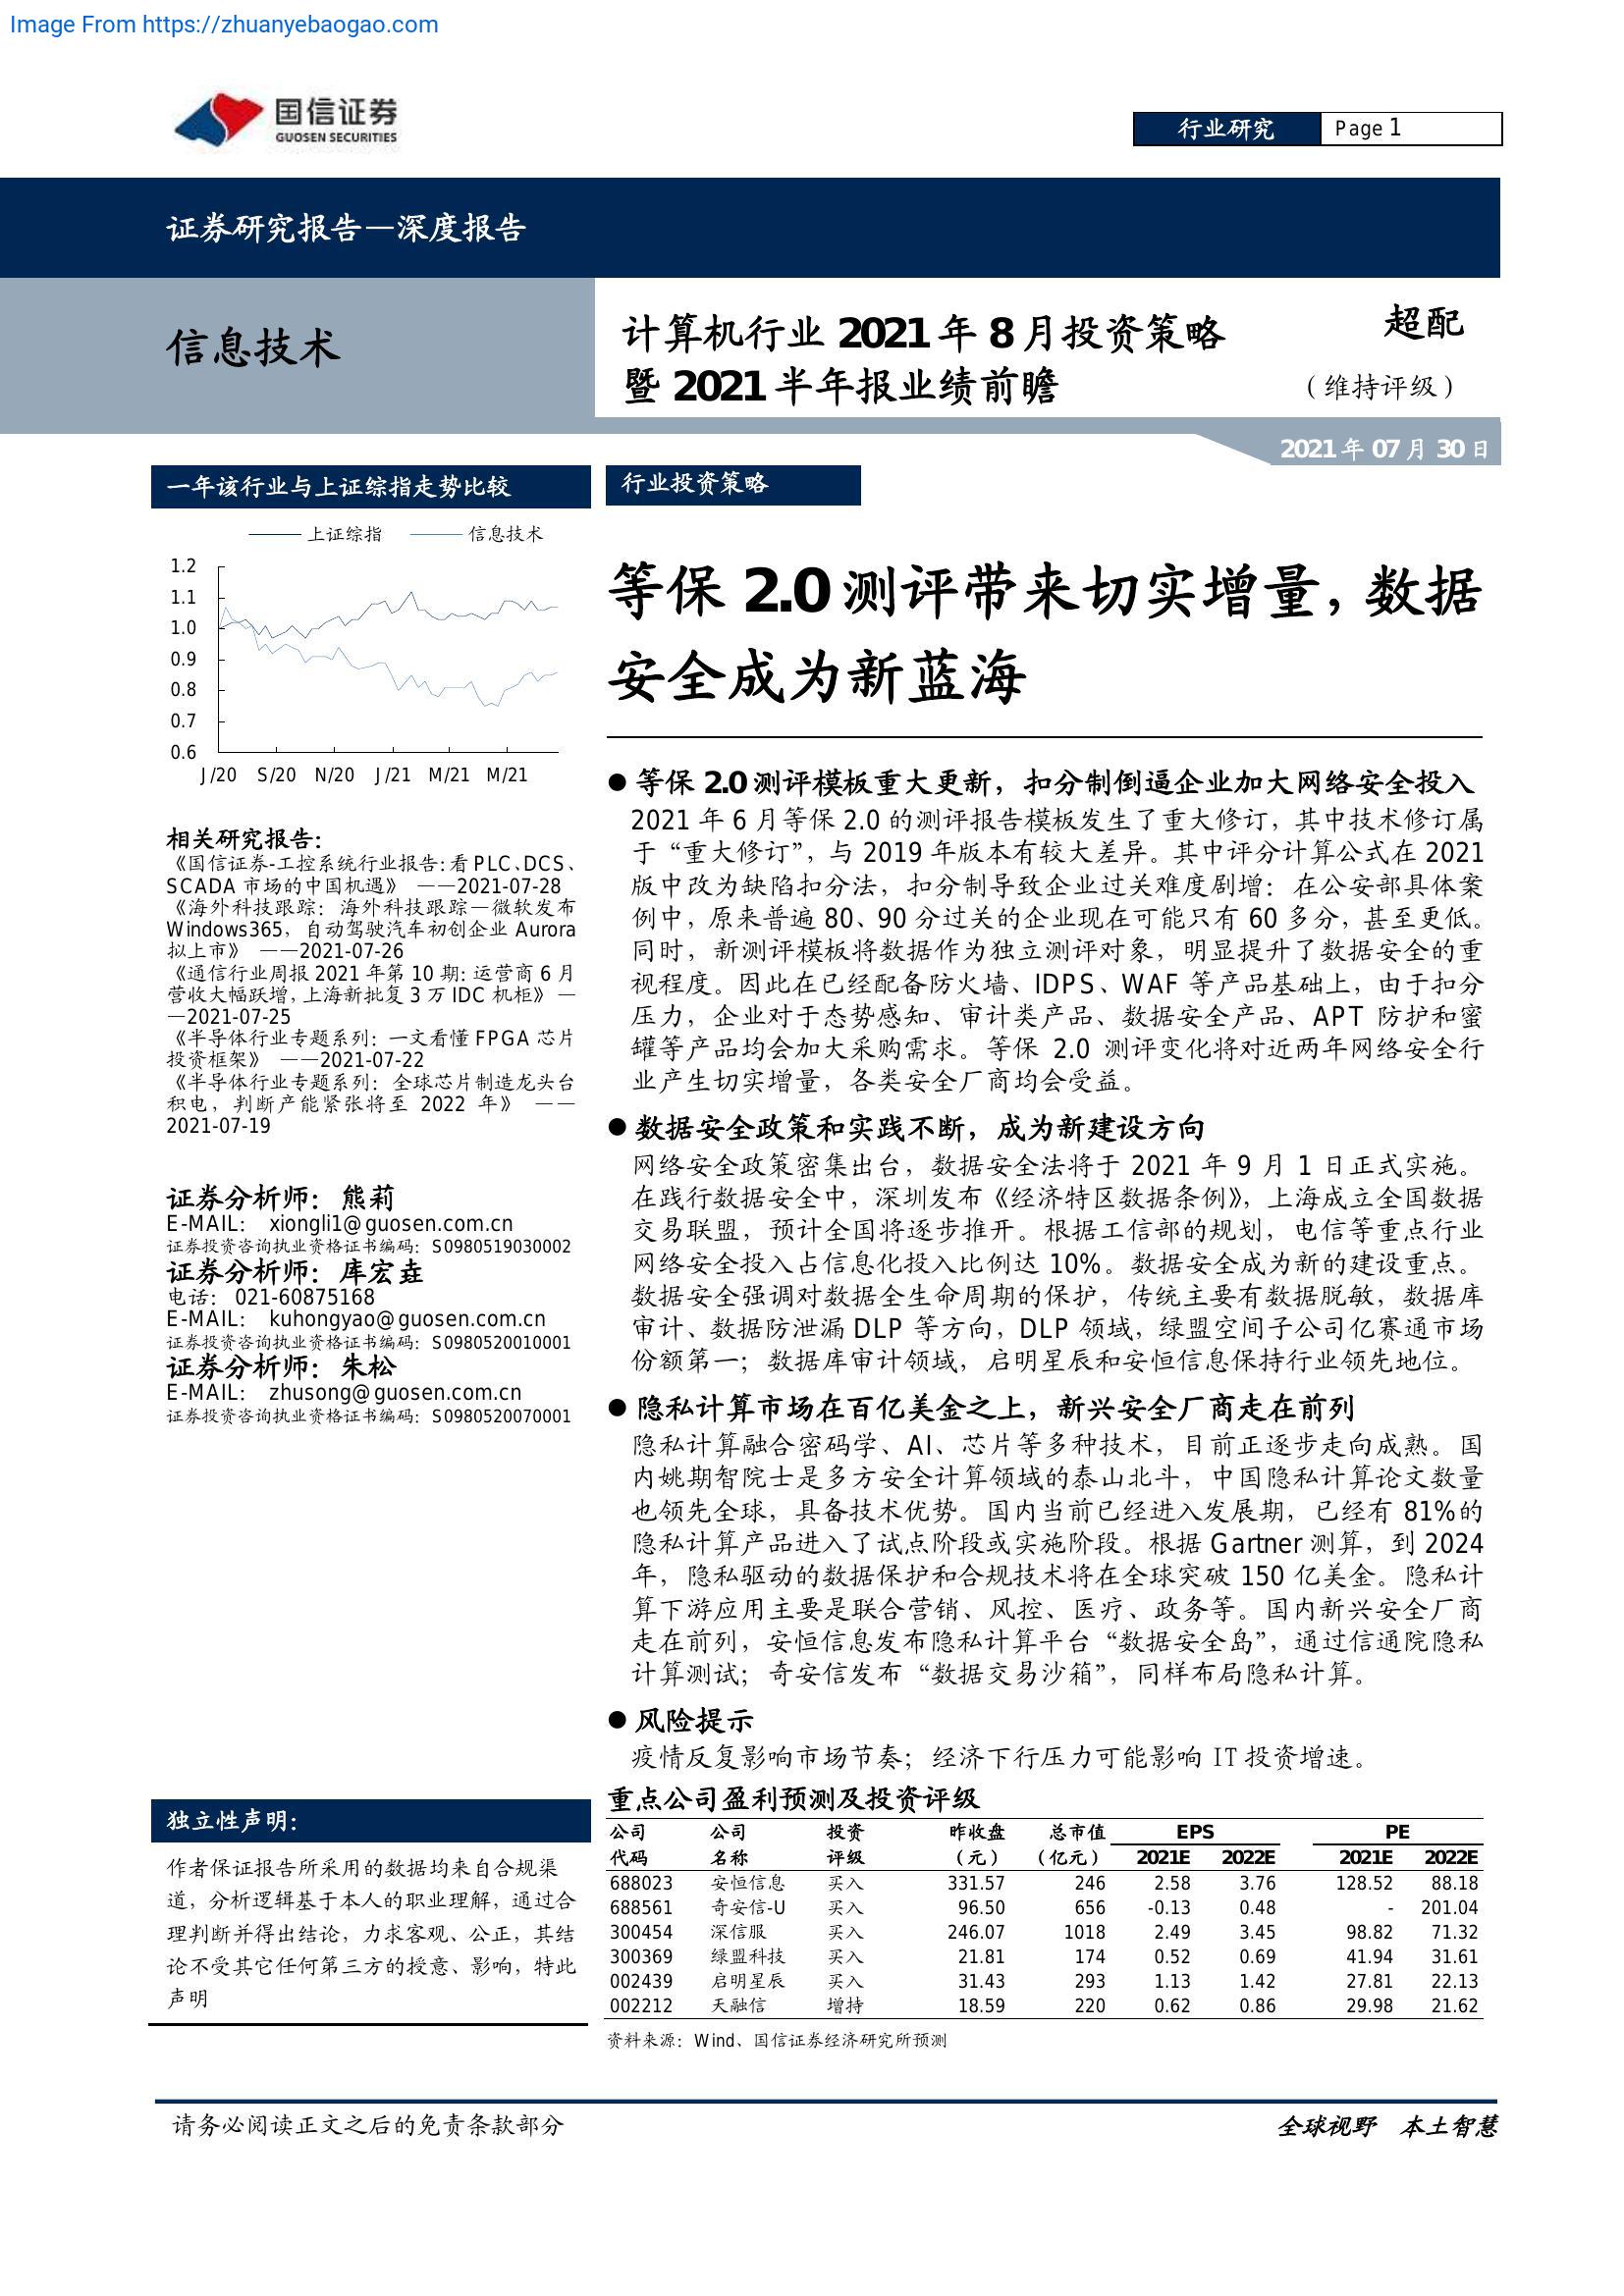 Image From https://zhuanyebaogao.com
国信证券
GUOSEN SECURITIES
行业研究 Page 1
证券研究报告—深度报告
信息技术
计算机行业 2021 年 8 月投资策略
暨 2021 半年报业绩前瞻
超配
（维持评级）
2021 年 07 月 30 日
一年该行业与上证综指走势比较
上证综指 信息技术
1.2
1.1
1.0
0.9
0.8
0.7
0.6
J/20 S/20 N/20 J/21 M/21 M/21
相关研究报告：
《国信证券-工控系统行业报告：看 PLC、DCS、
SCADA 市场的中国机遇》 ——2021-07-28
《海外科技跟踪：海外科技跟踪—微软发布
Windows365，自动驾驶汽车初创企业 Aurora
拟上市》 ——2021-07-26
《通信行业周报 2021 年第 10 期：运营商 6 月
营收大幅跃增，上海新批复 3 万 IDC 机柜》 —
—2021-07-25
《半导体行业专题系列：一文看懂 FPGA 芯片
投资框架》 ——2021-07-22
《半导体行业专题系列：全球芯片制造龙头台
积电，判断产能紧张将至 2022 年》 ——
2021-07-19
证券分析师：熊莉
E-MAIL： xiongli1@guosen.com.cn
证券投资咨询执业资格证书编码：S0980519030002
证券分析师：库宏垚
电话： 021-60875168
E-MAIL： kuhongyao@guosen.com.cn
证券投资咨询执业资格证书编码：S0980520010001
证券分析师：朱松
E-MAIL： zhusong@guosen.com.cn
证券投资咨询执业资格证书编码：S0980520070001
独立性声明：
作者保证报告所采用的数据均来自合规渠
道，分析逻辑基于本人的职业理解，通过合
理判断并得出结论，力求客观、公正，其结
论不受其它任何第三方的授意、影响，特此
声明
行业投资策略
等保 2.0 测评带来切实增量，数据
安全成为新蓝海
● 等保 2.0 测评模板重大更新，扣分制倒逼企业加大网络安全投入
2021 年 6 月等保 2.0 的测评报告模板发生了重大修订，其中技术修订属
于“重大修订”，与 2019 年版本有较大差异。其中评分计算公式在 2021
版中改为缺陷扣分法，扣分制导致企业过关难度剧增：在公安部具体案
例中，原来普遍 80、90 分过关的企业现在可能只有 60 多分，甚至更低。
同时，新测评模板将数据作为独立测评对象，明显提升了数据安全的重
视程度。因此在已经配备防火墙、IDPS、WAF 等产品基础上，由于扣分
压力，企业对于态势感知、审计类产品、数据安全产品、APT 防护和蜜
罐等产品均会加大采购需求。等保 2.0 测评变化将对近两年网络安全行
业产生切实增量，各类安全厂商均会受益。
● 数据安全政策和实践不断，成为新建设方向
网络安全政策密集出台，数据安全法将于 2021 年 9 月 1 日正式实施。
在践行数据安全中，深圳发布《经济特区数据条例》，上海成立全国数据
交易联盟，预计全国将逐步推开。根据工信部的规划，电信等重点行业
网络安全投入占信息化投入比例达 10%。数据安全成为新的建设重点。
数据安全强调对数据全生命周期的保护，传统主要有数据脱敏，数据库
审计、数据防泄漏 DLP 等方向，DLP 领域，绿盟空间子公司亿赛通市场
份额第一；数据库审计领域，启明星辰和安恒信息保持行业领先地位。
● 隐私计算市场在百亿美金之上，新兴安全厂商走在前列
隐私计算融合密码学、AI、芯片等多种技术，目前正逐步走向成熟。国
内姚期智院士是多方安全计算领域的泰山北斗，中国隐私计算论文数量
也领先全球，具备技术优势。国内当前已经进入发展期，已经有 81%的
隐私计算产品进入了试点阶段或实施阶段。根据 Gartner 测算，到 2024
年，隐私驱动的数据保护和合规技术将在全球突破 150 亿美金。隐私计
算下游应用主要是联合营销、风控、医疗、政务等。国内新兴安全厂商
走在前列，安恒信息发布隐私计算平台“数据安全岛”，通过信通院隐私
计算测试；奇安信发布“数据交易沙箱”，同样布局隐私计算。
● 风险提示
疫情反复影响市场节奏；经济下行压力可能影响 IT 投资增速。
重点公司盈利预测及投资评级
公司 公司 投资 昨收盘 总市值 EPS PE
代码 名称 评级 （元） （亿元） 2021E 2022E 2021E 2022E
688023 安恒信息 买入 331.57 246 2.58 3.76 128.52 88.18
688561 奇安信-U 买入 96.50 656 -0.13 0.48 - 201.04
300454 深信服 买入 246.07 1018 2.49 3.45 98.82 71.32
300369 绿盟科技 买入 21.81 174 0.52 0.69 41.94 31.61
002439 启明星辰 买入 31.43 293 1.13 1.42 27.81 22.13
002212 天融信 增持 18.59 220 0.62 0.86 29.98 21.62
资料来源：Wind、国信证券经济研究所预测
请务必阅读正文之后的免责条款部分
全球视野 本土智慧